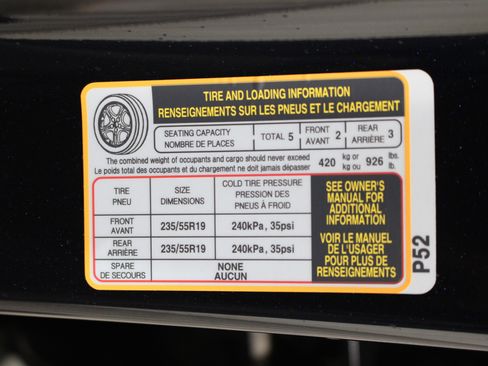 TIRE AND LOADING INFORMATION
RENSEIGNEMENTS SUR LES PNEUS ET LE CHARGEMENT
SEATING CAPACITY
NOMBRE DE PLACES
TOTAL 5
FRONT
AVANT 2
REAR
ARRIÈRE 3
The combined weight of occupants and cargo should never exceed
Le poids total des occupants et du chargement ne doit jamais dépasser
420 kg or kg ou 926 lbs. lb.
TIRE
PNEU
SIZE
DIMENSIONS
COLD TIRE PRESSURE
PRESSION DES
PNEUS À FROID
FRONT
AVANT
235/55R19
240kPa, 35psi
REAR
ARRIÈRE
235/55R19
240kPa, 35psi
SPARE
DE SECOURS
NONE
AUCUN
SEE OWNER'S
MANUAL FOR
ADDITIONAL
INFORMATION
VOIR LE MANUEL
DE L'USAGER
POUR PLUS DE
RENSEIGNEMENTS
P52